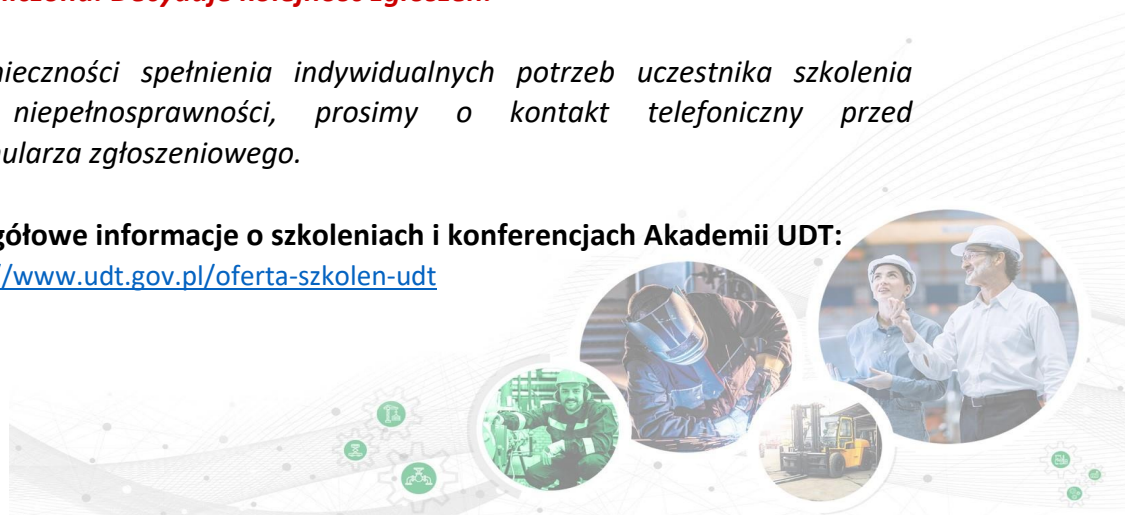 nieczności spełnienia indywidualnych potrzeb uczestnika szkolenia
niepełnosprawności, prosimy o kontakt telefoniczny przed
ularza zgłoszeniowego.
gółowe informacje o szkoleniach i konferencjach Akademii UDT:
//www.udt.gov.pl/oferta-szkolen-udt